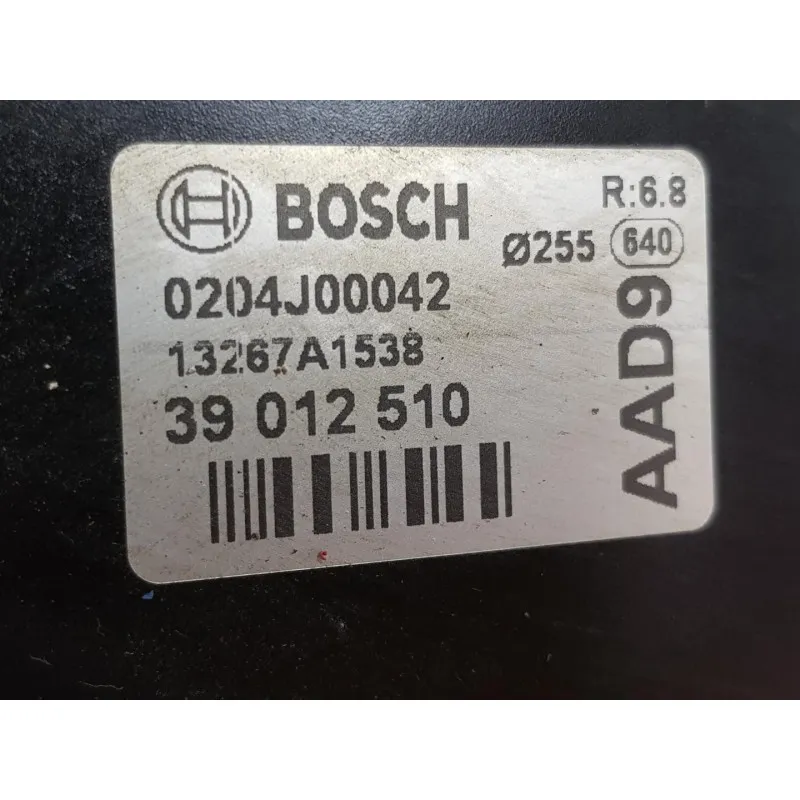 BOSCH
R:6.8
Ø255 640
0204J00042
13267A1538
39 012 510
AAD9